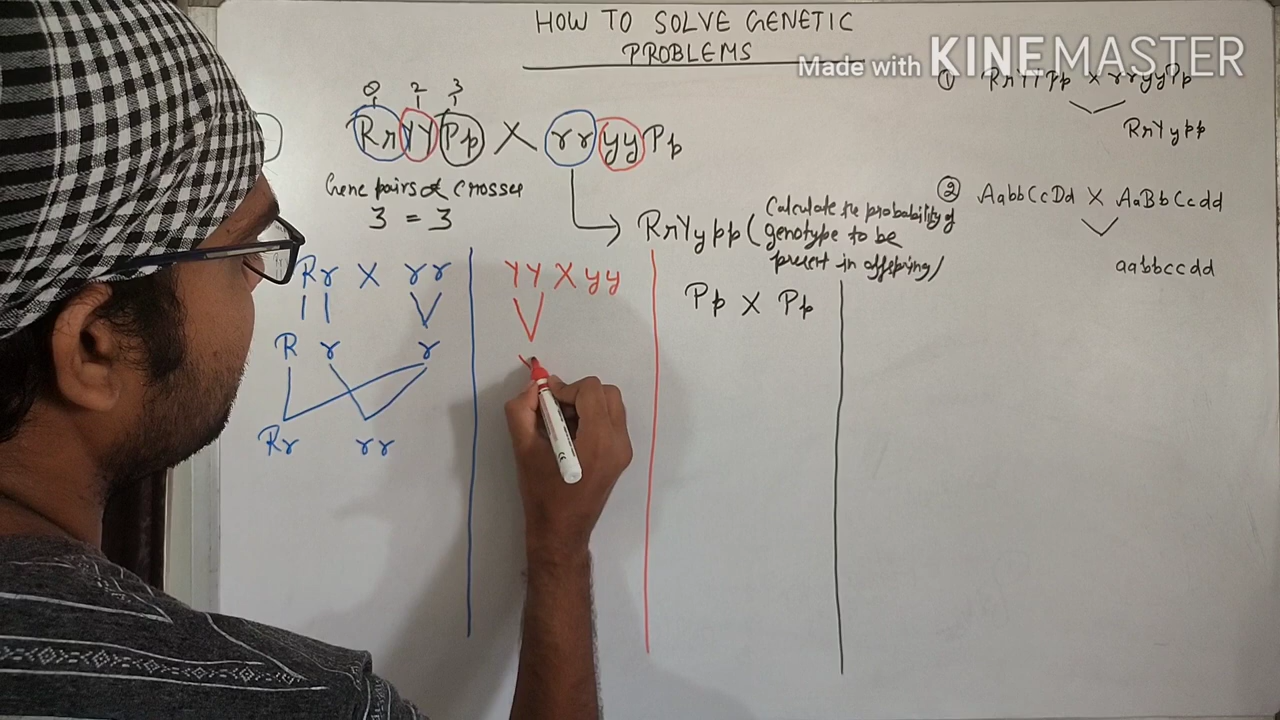 HOW TO SOLVE GENETIC
PROBLEMS
Made with KINEMASTER
① RrYYPp X rryyPp
RrYypp
2 3
RrYYPp X rryyPp
Gene pairs & Crosses
3 = 3
RrYypp (Calculate the probability of
genotype to be
present in offspring)
② AabbCcDd X AaBbCcdd
aabbccdd
Rr X rr
R r r
Rr rr
YY X yy
Pp X Pp